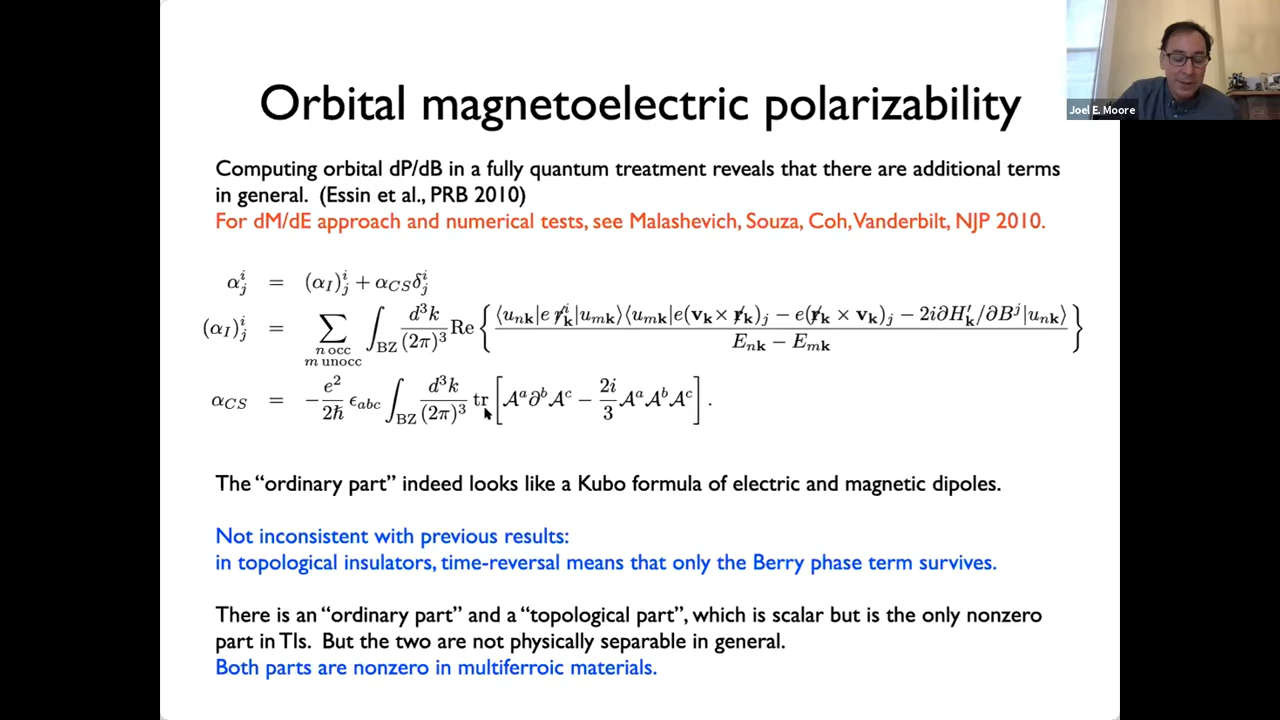 Orbital magnetoelectric polarizability
Joel E. Moore
Computing orbital dP/dB in a fully quantum treatment reveals that there are additional terms
in general. (Essin et al., PRB 2010)
For dM/dE approach and numerical tests, see Malashevich, Souza, Coh, Vanderbilt, NJP 2010.
α^i_j = (α_I)^i_j + α_CS δ^i_j
(α_I)^i_j = ∑_{n occ m unocc} ∫_BZ d³k/(2π)³ Re { ⟨u_nk|e r̸^i_k|u_mk⟩⟨u_mk|e(v_k × r̸_k)_j − e(r̸_k × v_k)_j − 2i∂H′_k/∂B^j|u_nk⟩ / E_nk − E_mk }
α_CS = − e²/2ħ ϵ_abc ∫_BZ d³k/(2π)³ tr [ 𝒜^a ∂^b 𝒜^c − 2i/3 𝒜^a 𝒜^b 𝒜^c ] .
The “ordinary part” indeed looks like a Kubo formula of electric and magnetic dipoles.
Not inconsistent with previous results:
in topological insulators, time-reversal means that only the Berry phase term survives.
There is an “ordinary part” and a “topological part”, which is scalar but is the only nonzero
part in TIs. But the two are not physically separable in general.
Both parts are nonzero in multiferroic materials.